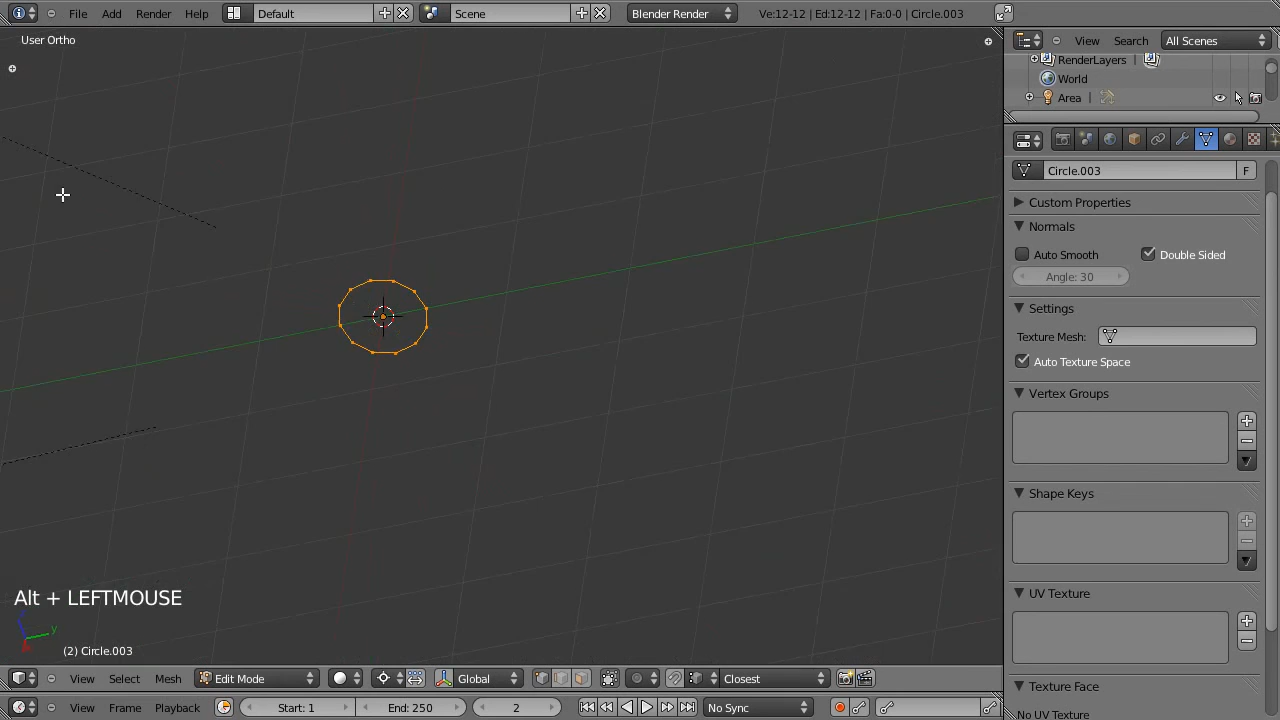 File Add Render Help Default Scene Blender Render Ve:12-12 | Ed:12-12 | Fa:0-0 | Circle.003
User Ortho
View Search All Scenes
RenderLayers |
World
Area |
Circle.003 F
Custom Properties
Normals
Auto Smooth Double Sided
Angle: 30
Settings
Texture Mesh:
Auto Texture Space
Vertex Groups
Shape Keys
UV Texture
Texture Face
No UV Texture
Alt + LEFTMOUSE
y
(2) Circle.003
View Select Mesh Edit Mode Global Closest
View Frame Playback Start: 1 End: 250 2 No Sync